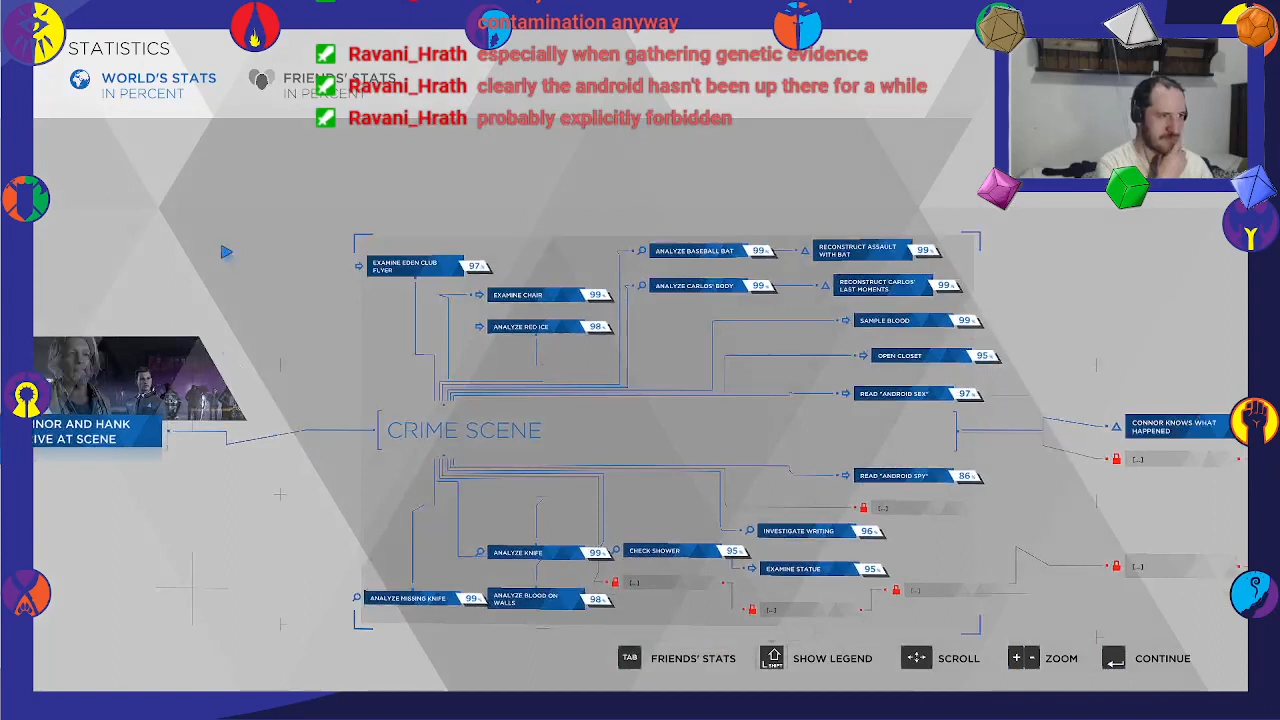 contamination anyway
Ravani_Hrath especially when gathering genetic evidence
Ravani_Hrath clearly the android hasn't been up there for a while
Ravani_Hrath probably explicitly forbidden
STATISTICS
WORLD'S STATS
IN PERCENT
FRIENDS' STATS
IN PERCENT
EXAMINE EDEN CLUB
FLYER
97%
EXAMINE CHAIR 99%
ANALYZE RED ICE 98%
ANALYZE BASEBALL BAT 99%
RECONSTRUCT ASSAULT
WITH BAT
99%
ANALYZE CARLOS' BODY 99%
RECONSTRUCT CARLOS'
LAST MOMENTS
99%
SAMPLE BLOOD 99%
OPEN CLOSET 95%
READ "ANDROID SEX" 97%
NNOR AND HANK
IVE AT SCENE
CRIME SCENE
CONNOR KNOWS WHAT
HAPPENED
[...]
READ "ANDROID SPY" 86%
[...]
INVESTIGATE WRITING 96%
ANALYZE KNIFE 99%
CHECK SHOWER 95%
EXAMINE STATUE 95%
[...]
[...]
[...]
[...]
ANALYZE MISSING KNIFE 99%
ANALYZE BLOOD ON
WALLS
98%
TAB FRIENDS' STATS
L SHIFT SHOW LEGEND
SCROLL
+ - ZOOM
CONTINUE